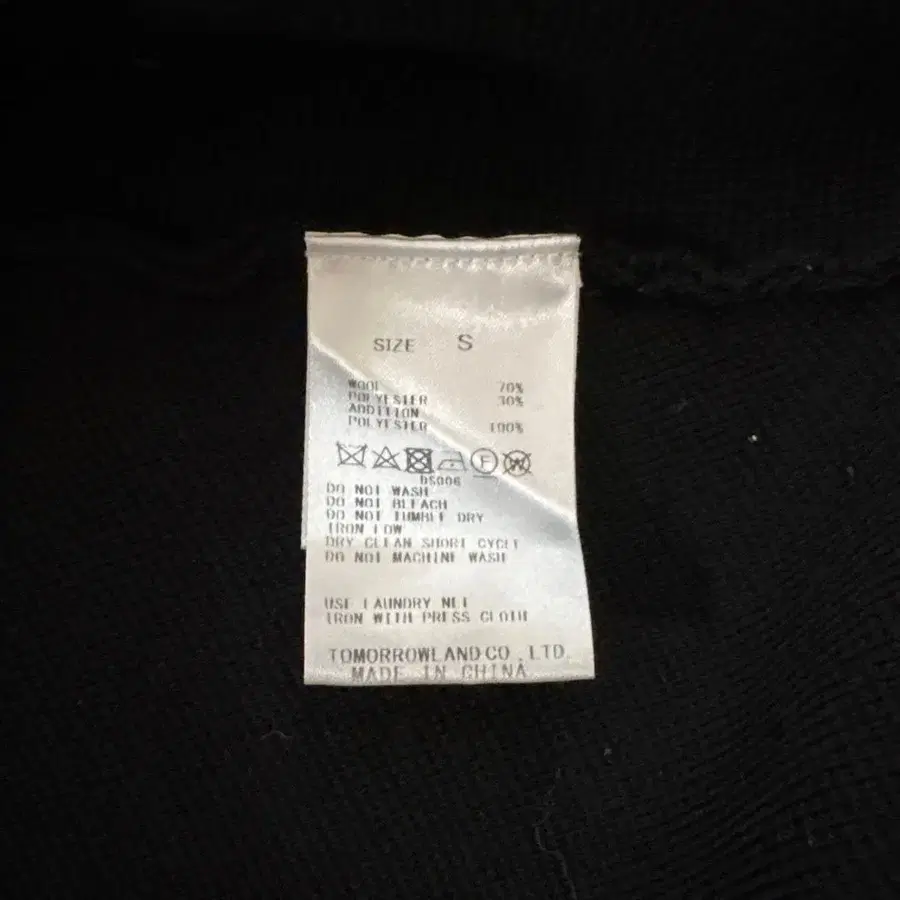 SIZE S
WOOL 70%
POLYESTER 30%
ADDITION
POLYESTER 100%
F W
DS006
DO NOT WASH
DO NOT BLEACH
DO NOT TUMBLE DRY
IRON LOW
DRY CLEAN SHORT CYCLE
DO NOT MACHINE WASH
USE LAUNDRY NET
IRON WITH PRESS CLOTH
TOMORROWLAND CO.,LTD.
MADE IN CHINA